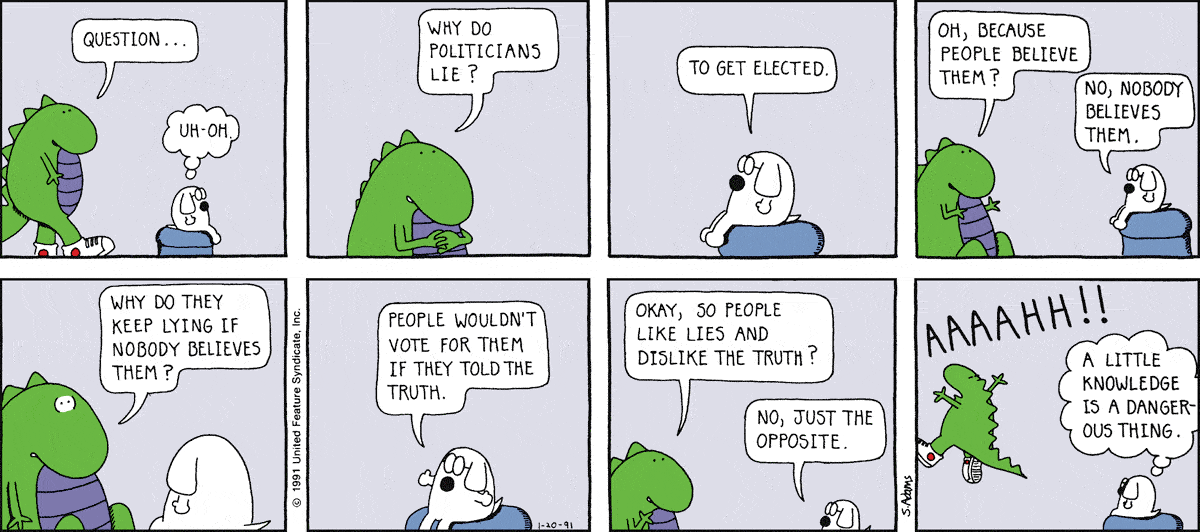 QUESTION...
UH-OH.
WHY DO
POLITICIANS
LIE?
TO GET ELECTED.
OH, BECAUSE
PEOPLE BELIEVE
THEM?
NO, NOBODY
BELIEVES
THEM.
WHY DO THEY
KEEP LYING IF
NOBODY BELIEVES
THEM?
© 1991 United Feature Syndicate, Inc.
PEOPLE WOULDN'T
VOTE FOR THEM
IF THEY TOLD THE
TRUTH.
1-20-91
OKAY, SO PEOPLE
LIKE LIES AND
DISLIKE THE TRUTH?
NO, JUST THE
OPPOSITE.
S.Adams
AAAAHH!!
A LITTLE
KNOWLEDGE
IS A DANGER-
OUS THING.